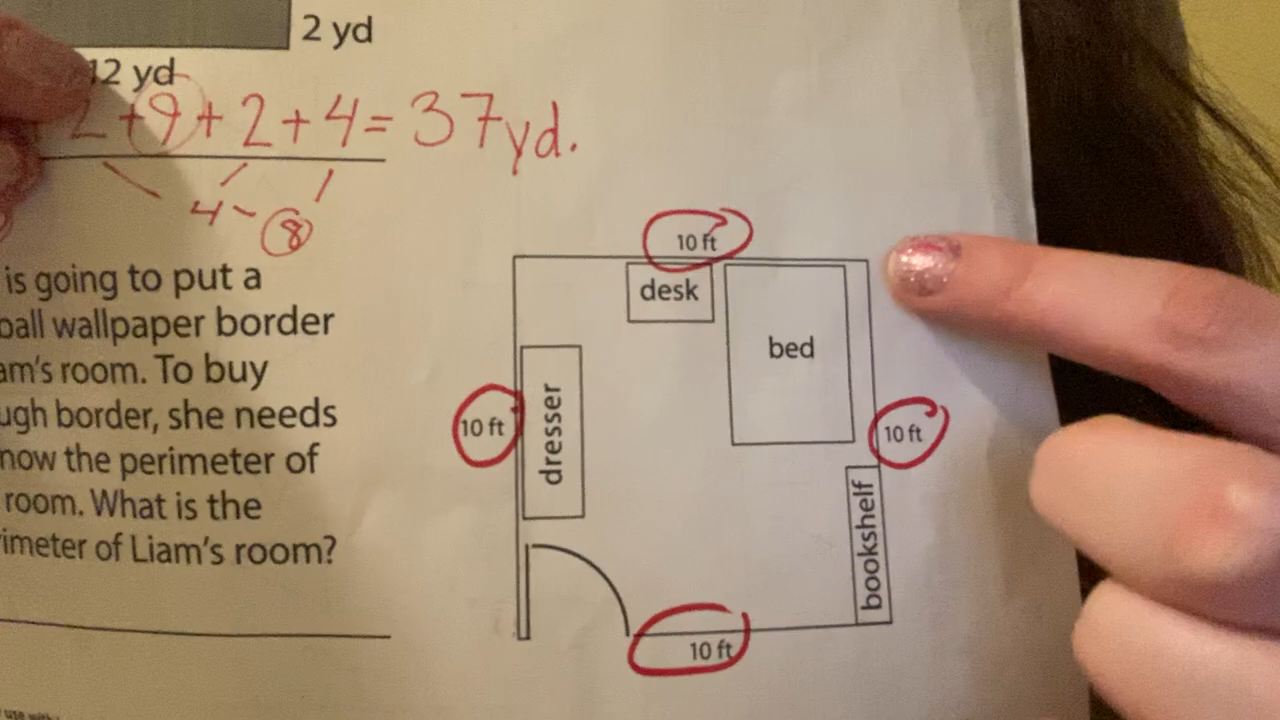 2 yd
12 yd
2 + 9 + 2 + 4 = 37 yd.
4
8
is going to put a
ball wallpaper border
am's room. To buy
ugh border, she needs
now the perimeter of
room. What is the
imeter of Liam's room?
10 ft
desk
bed
dresser
10 ft
10 ft
bookshelf
10 ft